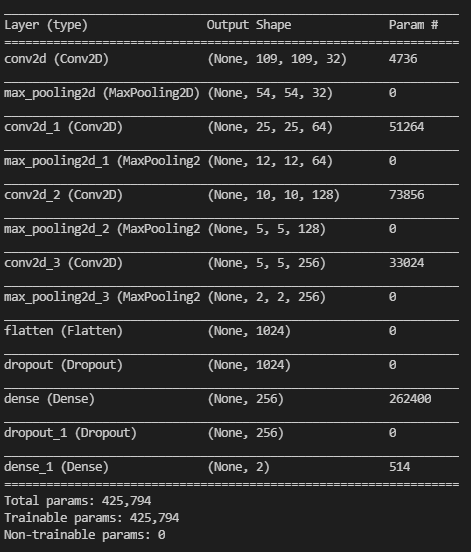 Layer (type) Output Shape Param #
conv2d (Conv2D) (None, 109, 109, 32) 4736
max_pooling2d (MaxPooling2D) (None, 54, 54, 32) 0
conv2d_1 (Conv2D) (None, 25, 25, 64) 51264
max_pooling2d_1 (MaxPooling2 (None, 12, 12, 64) 0
conv2d_2 (Conv2D) (None, 10, 10, 128) 73856
max_pooling2d_2 (MaxPooling2 (None, 5, 5, 128) 0
conv2d_3 (Conv2D) (None, 5, 5, 256) 33024
max_pooling2d_3 (MaxPooling2 (None, 2, 2, 256) 0
flatten (Flatten) (None, 1024) 0
dropout (Dropout) (None, 1024) 0
dense (Dense) (None, 256) 262400
dropout_1 (Dropout) (None, 256) 0
dense_1 (Dense) (None, 2) 514
Total params: 425,794
Trainable params: 425,794
Non-trainable params: 0